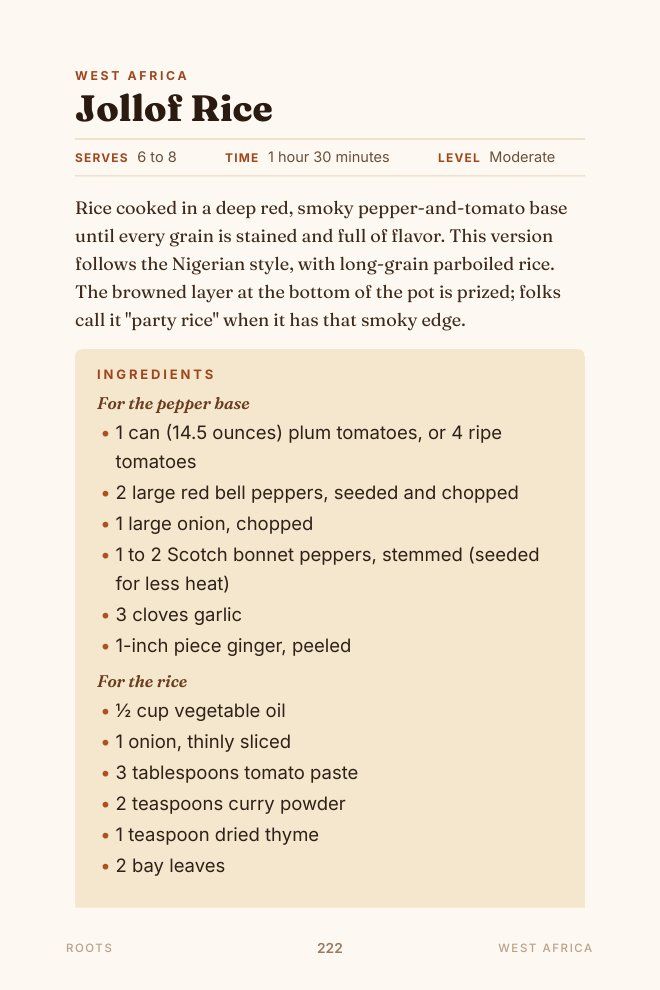 WEST AFRICA
Jollof Rice
SERVES 6 to 8 TIME 1 hour 30 minutes LEVEL Moderate
Rice cooked in a deep red, smoky pepper-and-tomato base
until every grain is stained and full of flavor. This version
follows the Nigerian style, with long-grain parboiled rice.
The browned layer at the bottom of the pot is prized; folks
call it "party rice" when it has that smoky edge.
INGREDIENTS
For the pepper base
• 1 can (14.5 ounces) plum tomatoes, or 4 ripe
tomatoes
• 2 large red bell peppers, seeded and chopped
• 1 large onion, chopped
• 1 to 2 Scotch bonnet peppers, stemmed (seeded
for less heat)
• 3 cloves garlic
• 1-inch piece ginger, peeled
For the rice
• ½ cup vegetable oil
• 1 onion, thinly sliced
• 3 tablespoons tomato paste
• 2 teaspoons curry powder
• 1 teaspoon dried thyme
• 2 bay leaves
ROOTS 222 WEST AFRICA